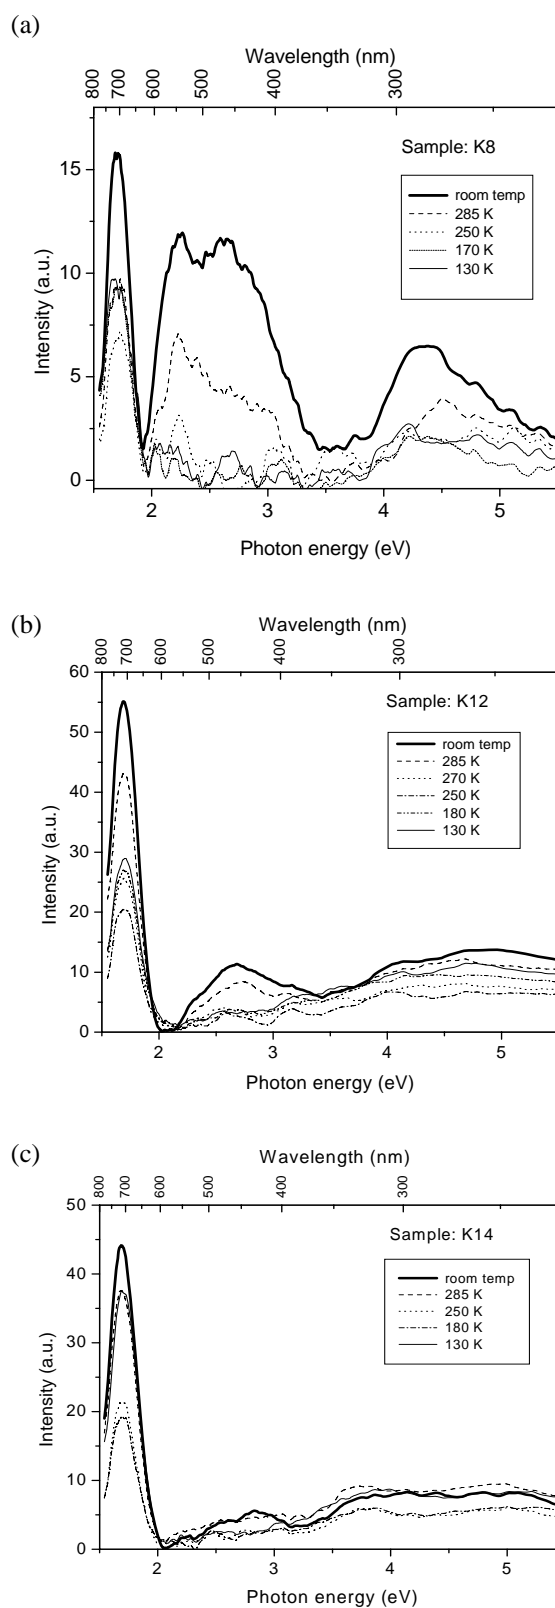 (a)
Wavelength (nm)
800 700 600 500 400 300
Sample: K8
room temp
285 K
250 K
170 K
130 K
15
10
5
0
Intensity (a.u.)
2 3 4 5
Photon energy (eV)
(b)
Wavelength (nm)
800 700 600 500 400 300
Sample: K12
room temp
285 K
270 K
250 K
180 K
130 K
60
50
40
30
20
10
0
Intensity (a.u.)
2 3 4 5
Photon energy (eV)
(c)
Wavelength (nm)
800 700 600 500 400 300
Sample: K14
room temp
285 K
250 K
180 K
130 K
50
40
30
20
10
0
Intensity (a.u.)
2 3 4 5
Photon energy (eV)